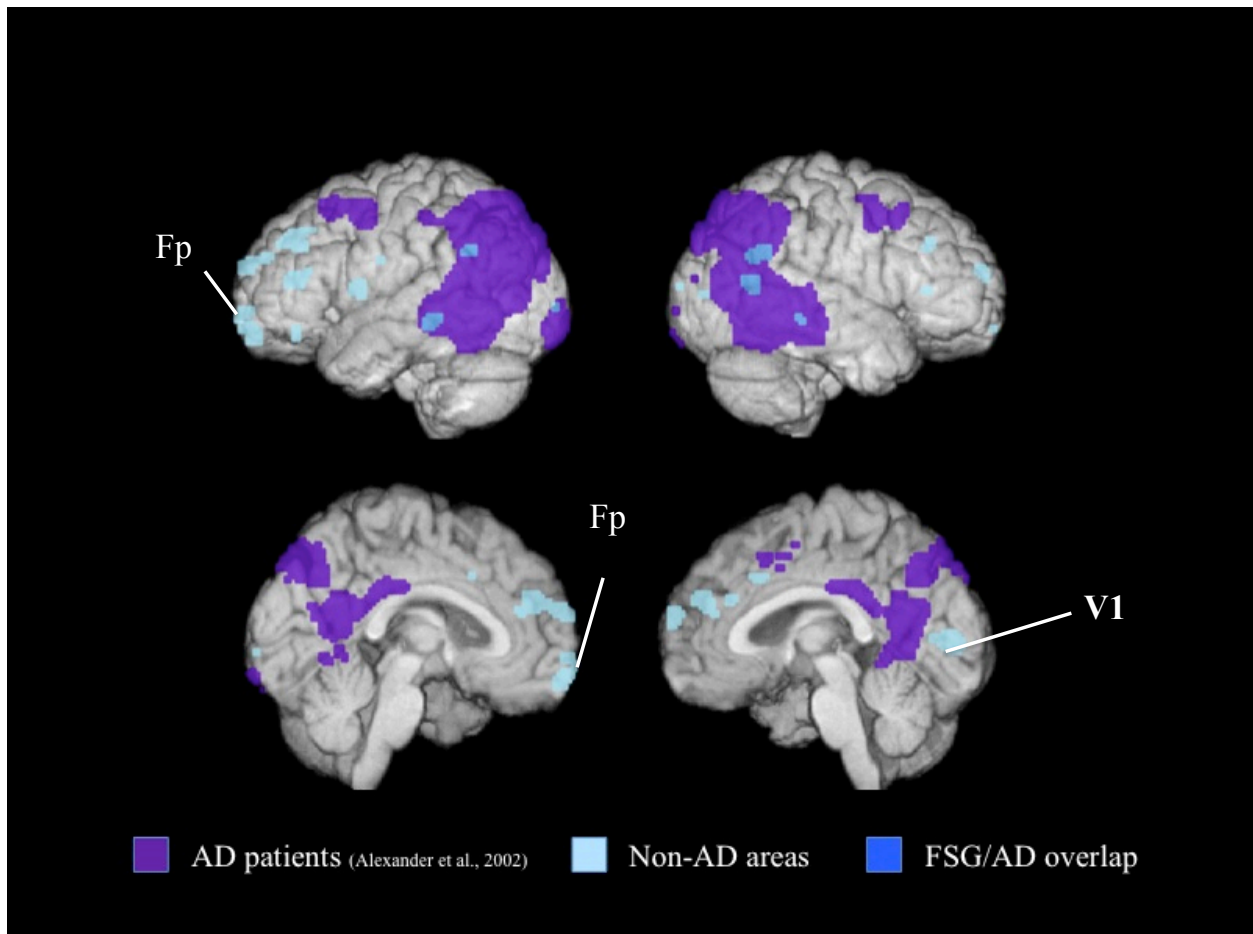 Fp
Fp
V1
AD patients (Alexander et al., 2002) Non-AD areas FSG/AD overlap